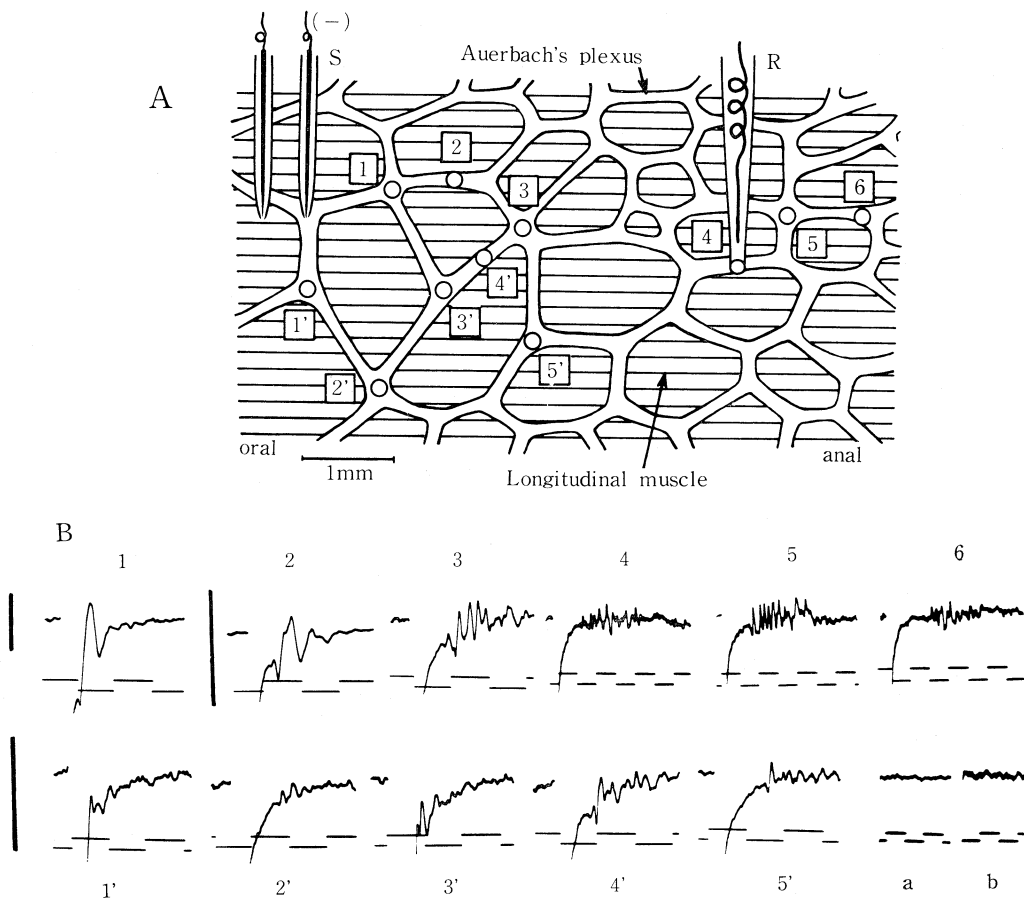 (−)
S
Auerbach's plexus
R
A
1
2
3
6
4
5
4'
1'
3'
2'
5'
oral
anal
1mm
Longitudinal muscle
B
1 2 3 4 5 6
1' 2' 3' 4' 5' a b